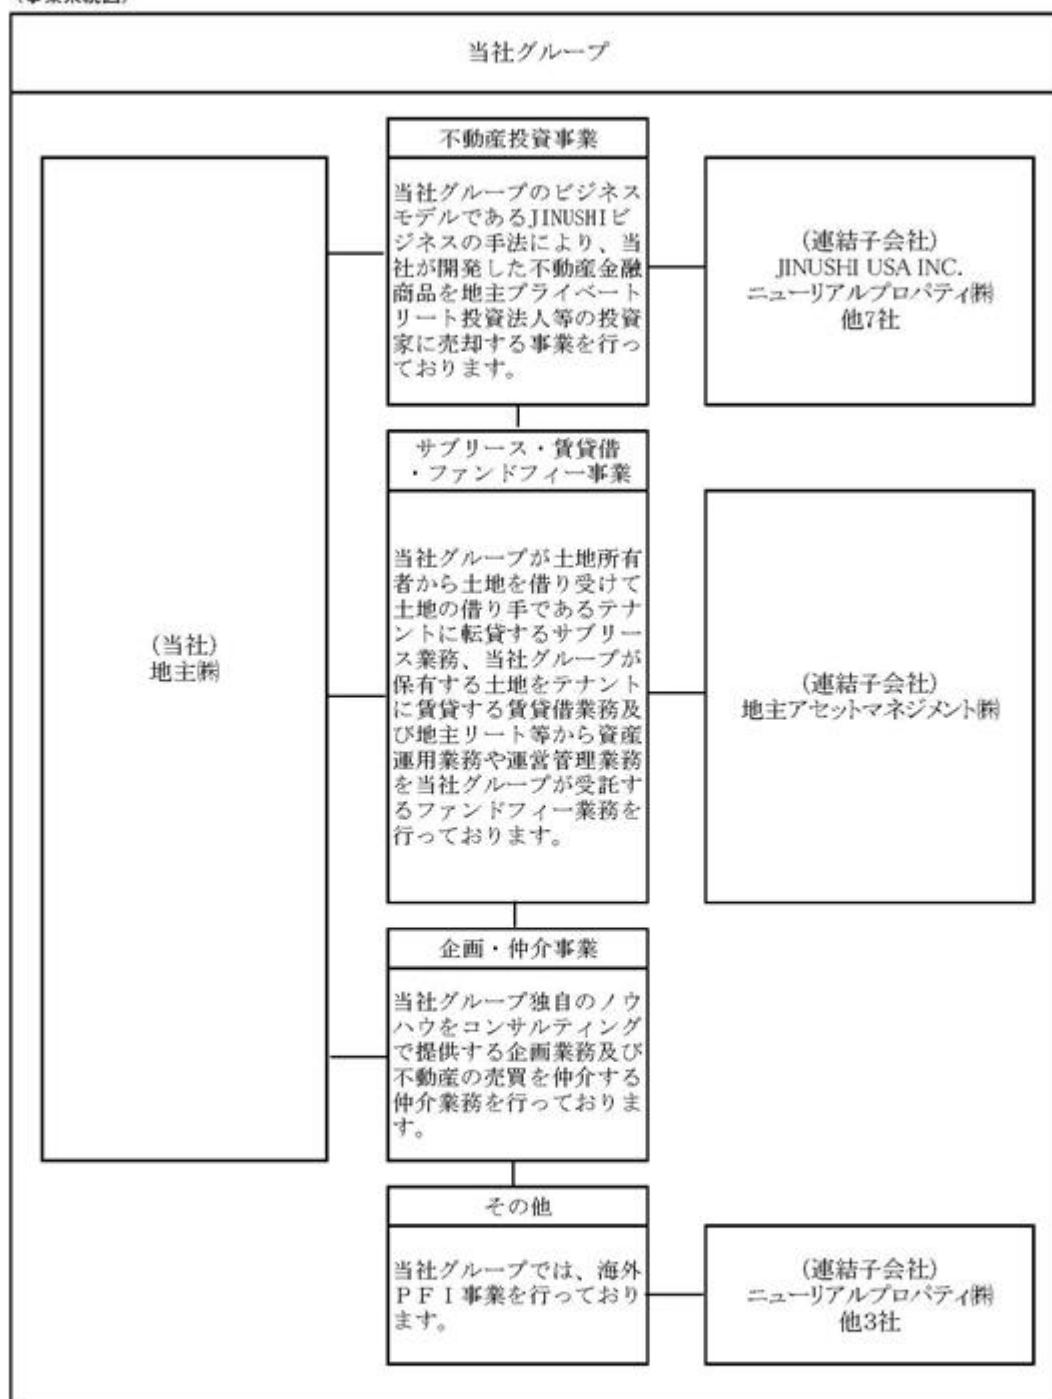 (事業系統図)
当社グループ
(当社)
地主㈱
不動産投資事業
当社グループのビジネス
モデルであるJINUSHIビ
ジネスの手法により、当
社が開発した不動産金融
商品を地主プライベート
リート投資法人等の投資
家に売却する事業を行っ
ております。
(連結子会社)
JINUSHI USA INC.
ニューリアルプロパティ㈱
他7社
サブリース・賃貸借
・ファンドフィー事業
当社グループが土地所有
者から土地を借り受けて
土地の借り手であるテナ
ントに転貸するサブリー
ス業務、当社グループが
保有する土地をテナント
に賃貸する賃貸借業務及
び地主リート等から資産
運用業務や運営管理業務
を当社グループが受託す
るファンドフィー業務を
行っております。
(連結子会社)
地主アセットマネジメント㈱
企画・仲介事業
当社グループ独自のノウ
ハウをコンサルティング
で提供する企画業務及び
不動産の売買を仲介する
仲介業務を行っておりま
す。
その他
当社グループでは、海外
PFI事業を行っており
ます。
(連結子会社)
ニューリアルプロパティ㈱
他3社